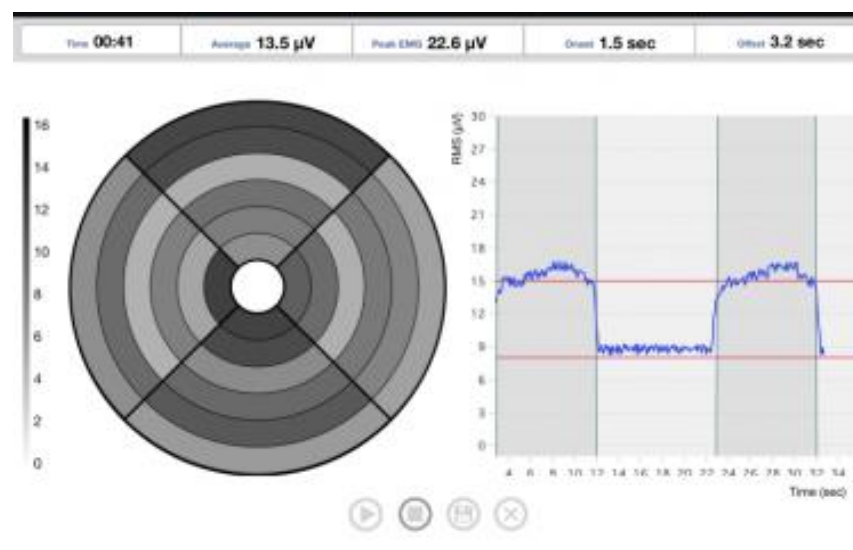 Time 00:41
Average 13.5 µV
Peak EMG 22.6 µV
Onset 1.5 sec
Offset 3.2 sec
16
14
12
10
8
6
4
2
0
RMS (µV)
30
27
24
21
18
15
12
9
6
3
0
4 6 8 10 12 14 16 18 20 22 24 26 28 30 32 34
Time (sec)